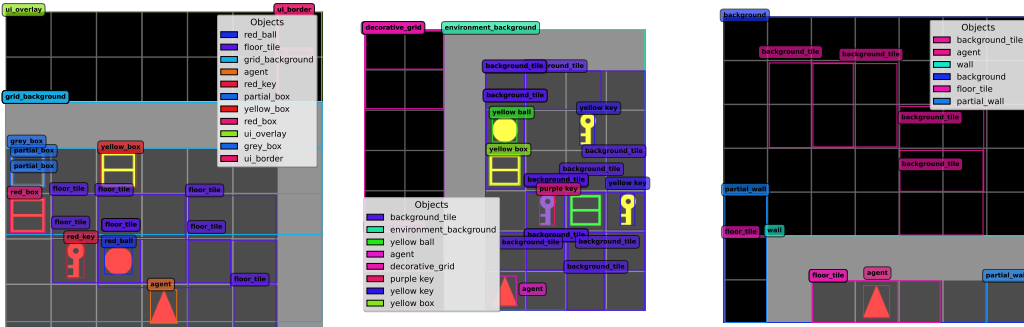 ui_overlay
ui_border
Objects
red_ball
floor_tile
grid_background
agent
red_key
partial_box
yellow_box
red_box
ui_overlay
grey_box
ui_border
grid_background
grey_box
partial_box
partial_box
yellow_box
red_box
floor_tile
floor_tile
floor_tile
floor_tile
floor_tile
floor_tile
red_key
red_ball
floor_tile
agent
decorative_grid
environment_background
background_tile
background_tile
yellow ball
yellow key
yellow box
background_tile
background_tile
background_tile
purple key
yellow key
Objects
background_tile
environment_background
yellow ball
agent
decorative_grid
purple key
yellow key
yellow box
background_tile
background_tile
background_tile
background_tile
agent
background
Objects
background_tile
agent
wall
background
floor_tile
partial_wall
background_tile
background_tile
background_tile
background_tile
partial_wall
floor_tile
wall
floor_tile
agent